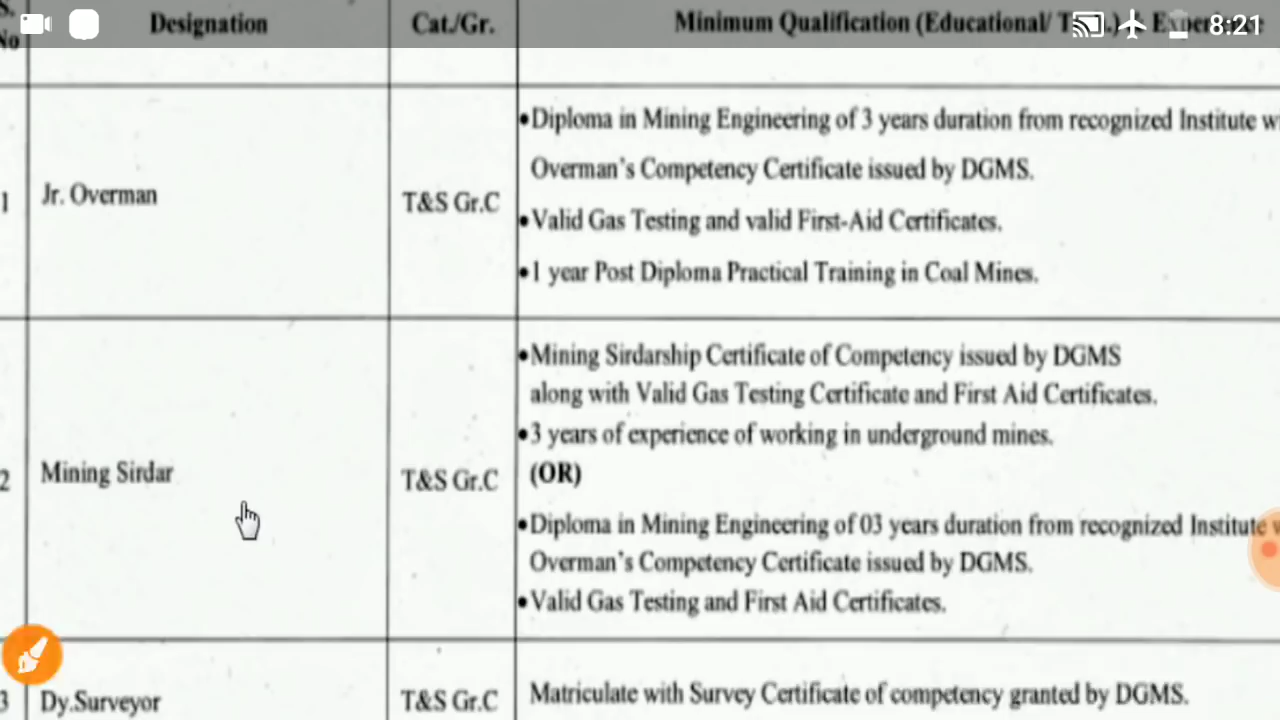 S.
No
Designation
Cat./Gr.
Minimum Qualification (Educational/
8:21
1
Jr. Overman
T&S Gr.C
•Diploma in Mining Engineering of 3 years duration from recognized Institute
Overman's Competency Certificate issued by DGMS.
•Valid Gas Testing and valid First-Aid Certificates.
•1 year Post Diploma Practical Training in Coal Mines.
2
Mining Sirdar
T&S Gr.C
•Mining Sirdarship Certificate of Competency issued by DGMS
along with Valid Gas Testing Certificate and First Aid Certificates.
•3 years of experience of working in underground mines.
(OR)
•Diploma in Mining Engineering of 03 years duration from recognized Institute
Overman's Competency Certificate issued by DGMS.
•Valid Gas Testing and First Aid Certificates.
3
Dy.Surveyor
T&S Gr.C
Matriculate with Survey Certificate of competency granted by DGMS.